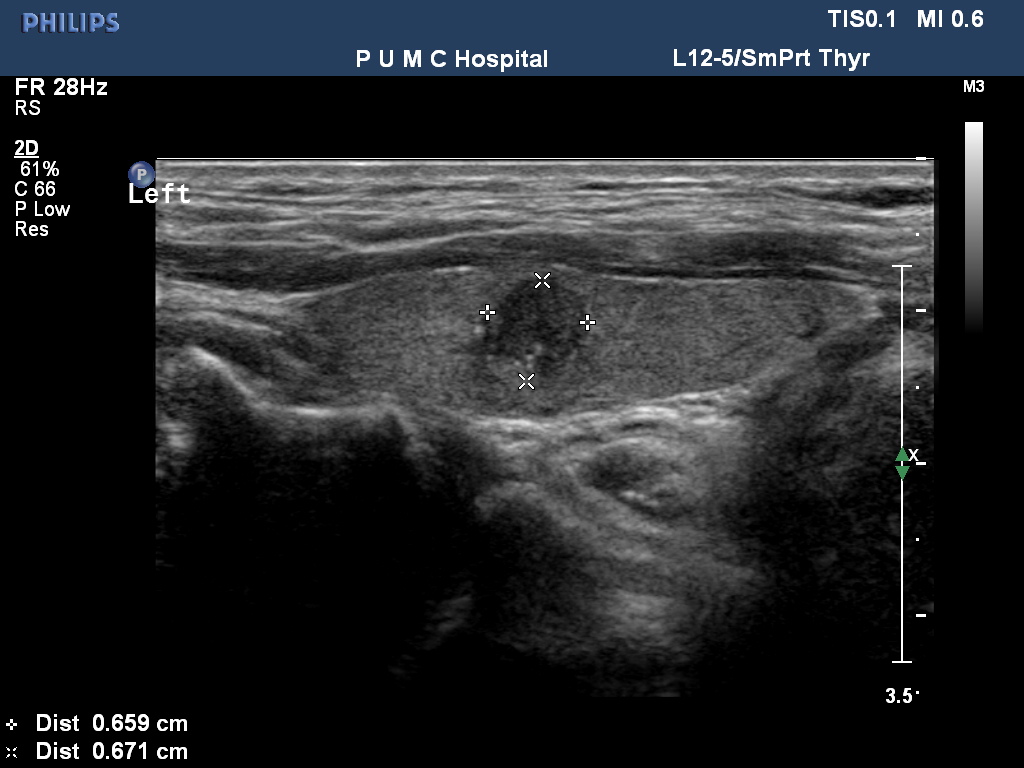 PHILIPS
TIS0.1 MI 0.6
P U M C Hospital
L12-5/SmPrt Thyr
FR 28Hz
RS
M3
2D
61%
C 66
P Low
Res
P
Left
X
3.5
Dist 0.659 cm
Dist 0.671 cm